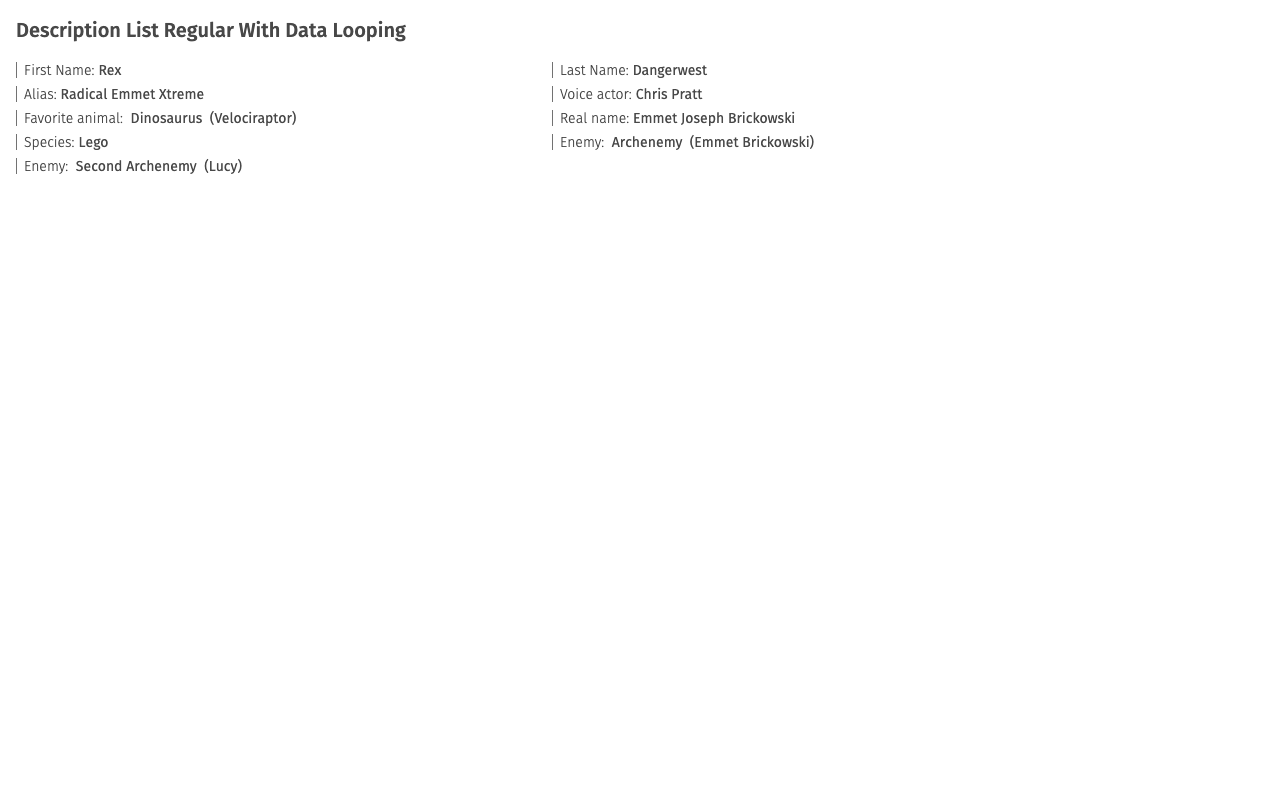 Description List Regular With Data Looping
First Name: Rex
Last Name: Dangerwest
Alias: Radical Emmet Xtreme
Voice actor: Chris Pratt
Favorite animal: Dinosaurus (Velociraptor)
Real name: Emmet Joseph Brickowski
Species: Lego
Enemy: Archenemy (Emmet Brickowski)
Enemy: Second Archenemy (Lucy)